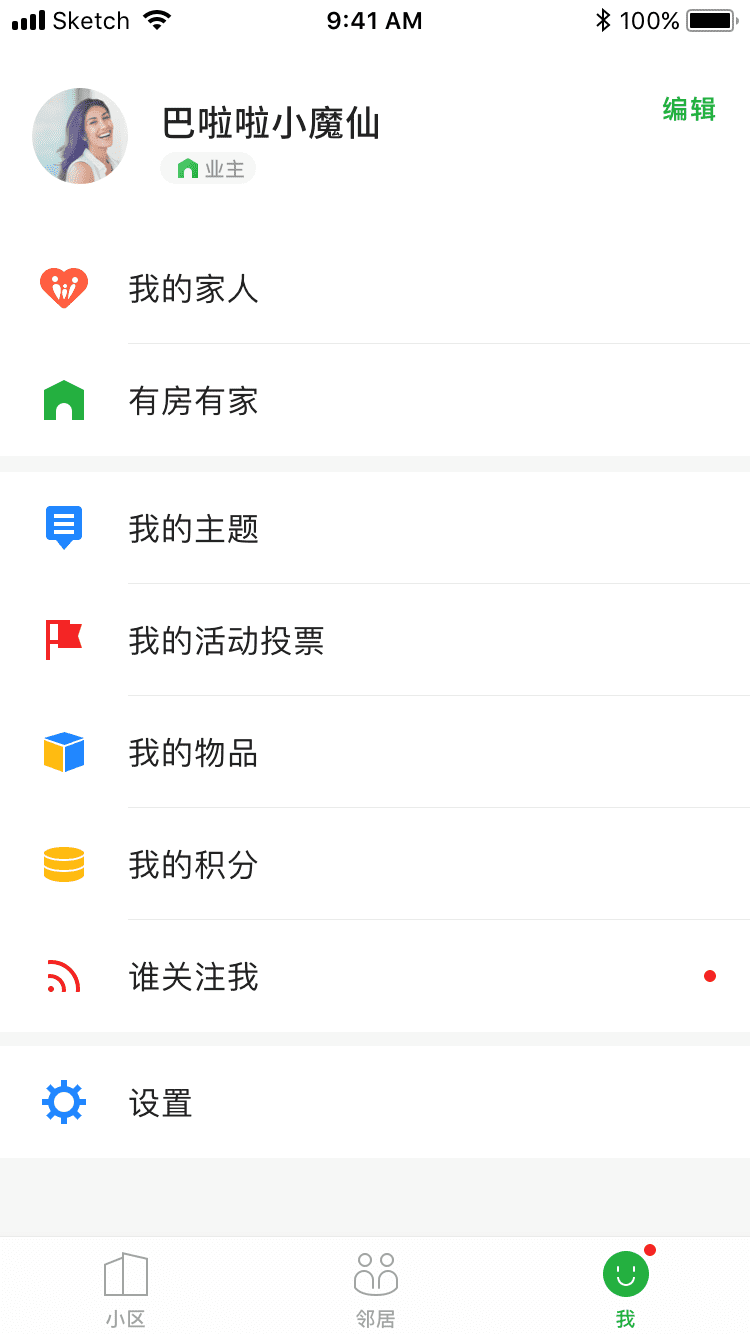 Sketch 9:41 AM 100%
巴啦啦小魔仙
编辑
业主
我的家人
有房有家
我的主题
我的活动投票
我的物品
我的积分
谁关注我
设置
小区 邻居 我